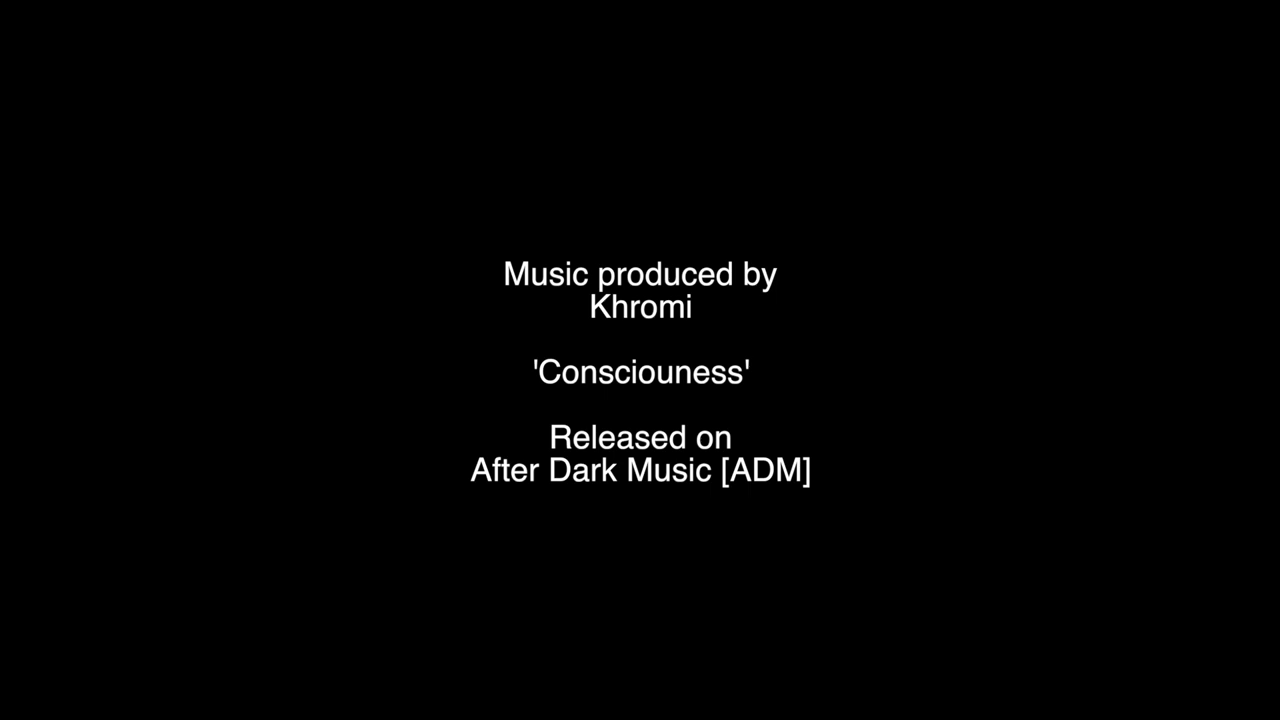 Music produced by
Khromi
'Consciouness'
Released on
After Dark Music [ADM]